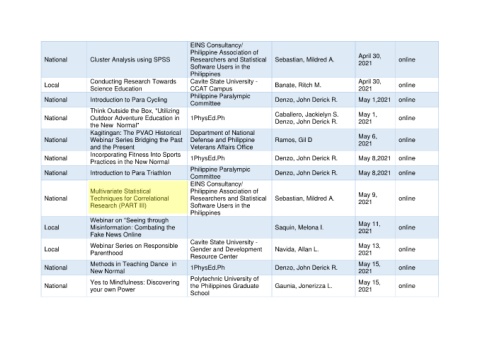 EINS Consultancy/
Philippine Association of
National Cluster Analysis using SPSS Researchers and Statistical Sebastian, Mildred A. April 30, 2021 online
Software Users in the
Philippines
Local Conducting Research Towards Science Education Cavite State University - CCAT Campus Banate, Ritch M. April 30, 2021 online
National Introduction to Para Cycling Philippine Paralympic Committee Denzo, John Derick R. May 1,2021 online
National Think Outside the Box, “Utilizing Outdoor Adventure Education in the New Normal” 1PhysEd.Ph Caballero, Jackielyn S. Denzo, John Derick R. May 1, 2021 online
National Kagitingan: The PVAO Historical Webinar Series Bridging the Past and the Present Department of National Defense and Philippine Veterans Affairs Office Ramos, Gil D May 6, 2021 online
National Incorporating Fitness Into Sports Practices in the New Normal 1PhysEd.Ph Denzo, John Derick R. May 8,2021 online
National Introduction to Para Triathlon Philippine Paralympic Committee Denzo, John Derick R. May 8,2021 online
National Multivariate Statistical Techniques for Correlational Research (PART III) EINS Consultancy/ Philippine Association of Researchers and Statistical Software Users in the Philippines Sebastian, Mildred A. May 9, 2021 online
Local Webinar on “Seeing through Misinformation: Combating the Fake News Online Saquin, Melona I. May 11, 2021 online
Local Webinar Series on Responsible Parenthood Cavite State University - Gender and Development Resource Center Navida, Allan L. May 13, 2021 online
National Methods in Teaching Dance in New Normal 1PhysEd.Ph Denzo, John Derick R. May 15, 2021 online
National Yes to Mindfulness: Discovering your own Power Polytechnic University of the Philippines Graduate School Gaunia, Jonerizza L. May 15, 2021 online